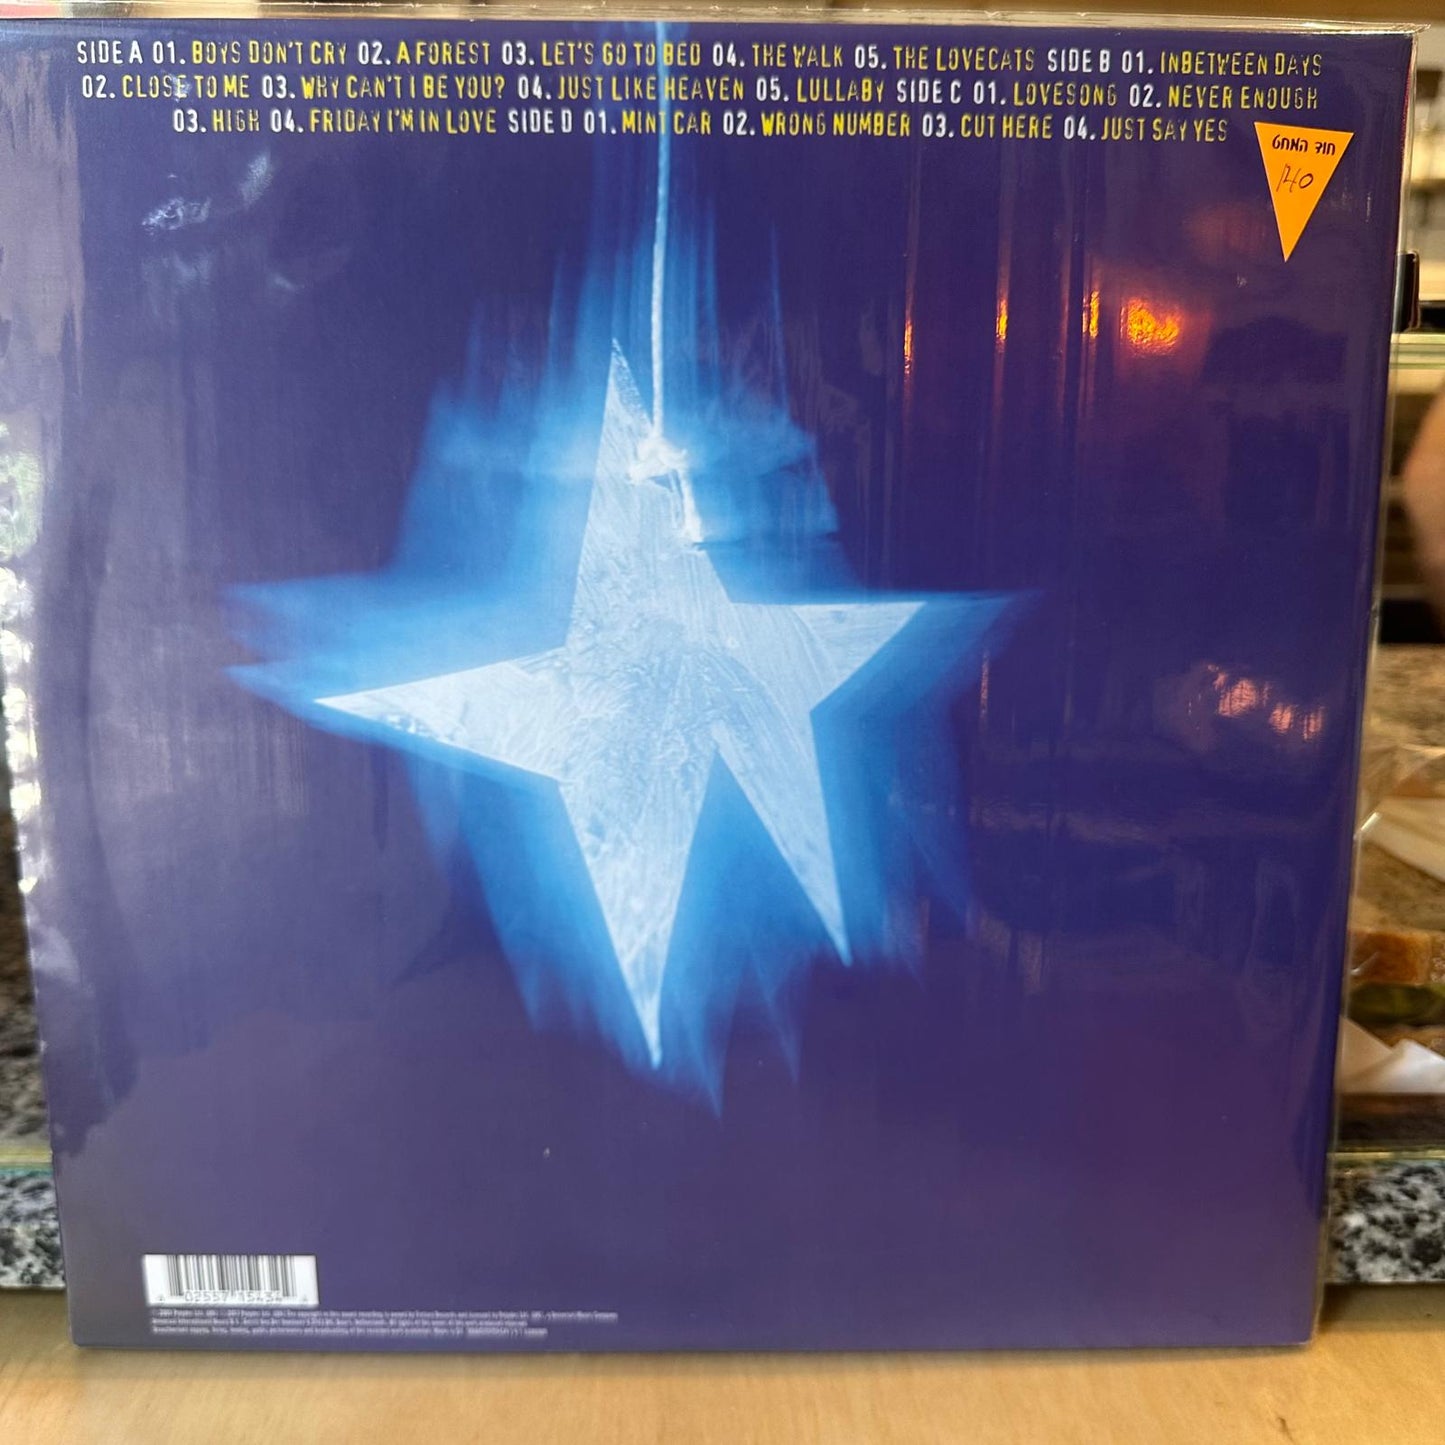 SIDE A 01. BOYS DON'T CRY 02. A FOREST 03. LET'S GO TO BED 04. THE WALK 05. THE LOVECATS SIDE B 01. INBETWEEN DAYS
02. CLOSE TO ME 03. WHY CAN'T I BE YOU? 04. JUST LIKE HEAVEN 05. LULLABY SIDE C 01. LOVESONG 02. NEVER ENOUGH
03. HIGH 04. FRIDAY I'M IN LOVE SIDE D 01. MINT CAR 02. WRONG NUMBER 03. CUT HERE 04. JUST SAY YES
חוד המחט
140